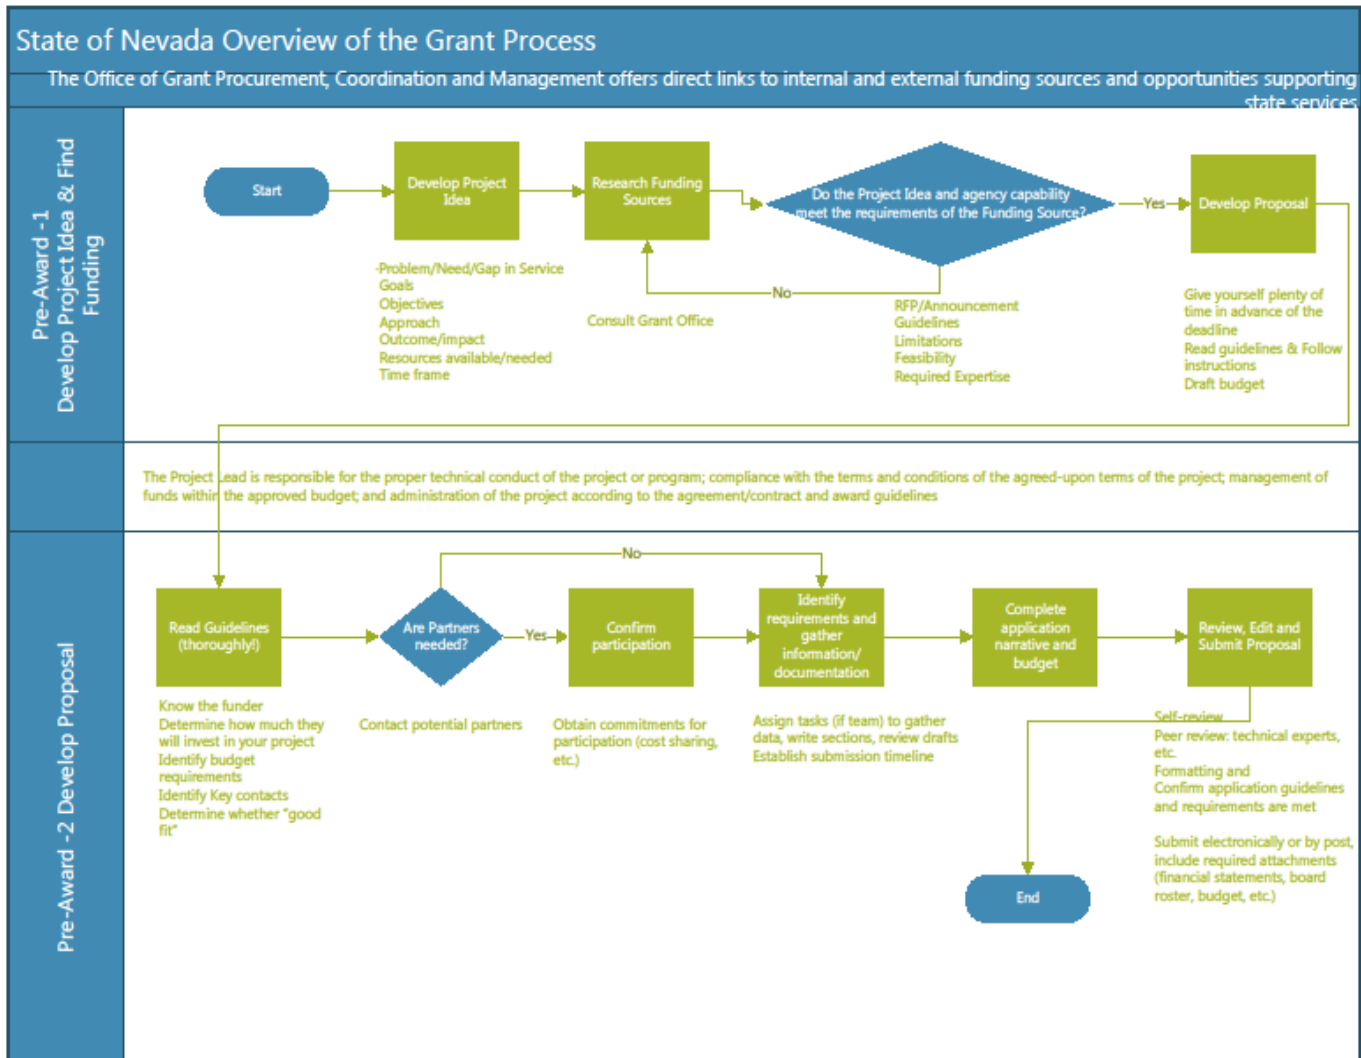 State of Nevada Overview of the Grant Process
The Office of Grant Procurement, Coordination and Management offers direct links to internal and external funding sources and opportunities supporting
state services
Pre-Award -1
Develop Project Idea & Find
Funding
Start
Develop Project
Idea
Research Funding
Sources
Do the Project Idea and agency capability
meet the requirements of the Funding Source?
Yes
Develop Proposal
No
-Problem/Need/Gap in Service
Goals
Objectives
Approach
Outcome/impact
Resources available/needed
Time frame
Consult Grant Office
RFP/Announcement
Guidelines
Limitations
Feasibility
Required Expertise
Give yourself plenty of
time in advance of the
deadline
Read guidelines & Follow
instructions
Draft budget
The Project Lead is responsible for the proper technical conduct of the project or program; compliance with the terms and conditions of the agreed-upon terms of the project; management of
funds within the approved budget; and administration of the project according to the agreement/contract and award guidelines
Pre-Award -2 Develop Proposal
No
Read Guidelines
(thoroughly!)
Are Partners
needed?
Yes
Confirm
participation
Identify
requirements and
gather
information/
documentation
Complete
application
narrative and
budget
Review, Edit and
Submit Proposal
Know the funder
Determine how much they
will invest in your project
Identify budget
requirements
Identify Key contacts
Determine whether "good
fit"
Contact potential partners
Obtain commitments for
participation (cost sharing,
etc.)
Assign tasks (if team) to gather
data, write sections, review drafts
Establish submission timeline
Self-review
Peer review: technical experts,
etc.
Formatting and
Confirm application guidelines
and requirements are met
Submit electronically or by post,
include required attachments
(financial statements, board
roster, budget, etc.)
End